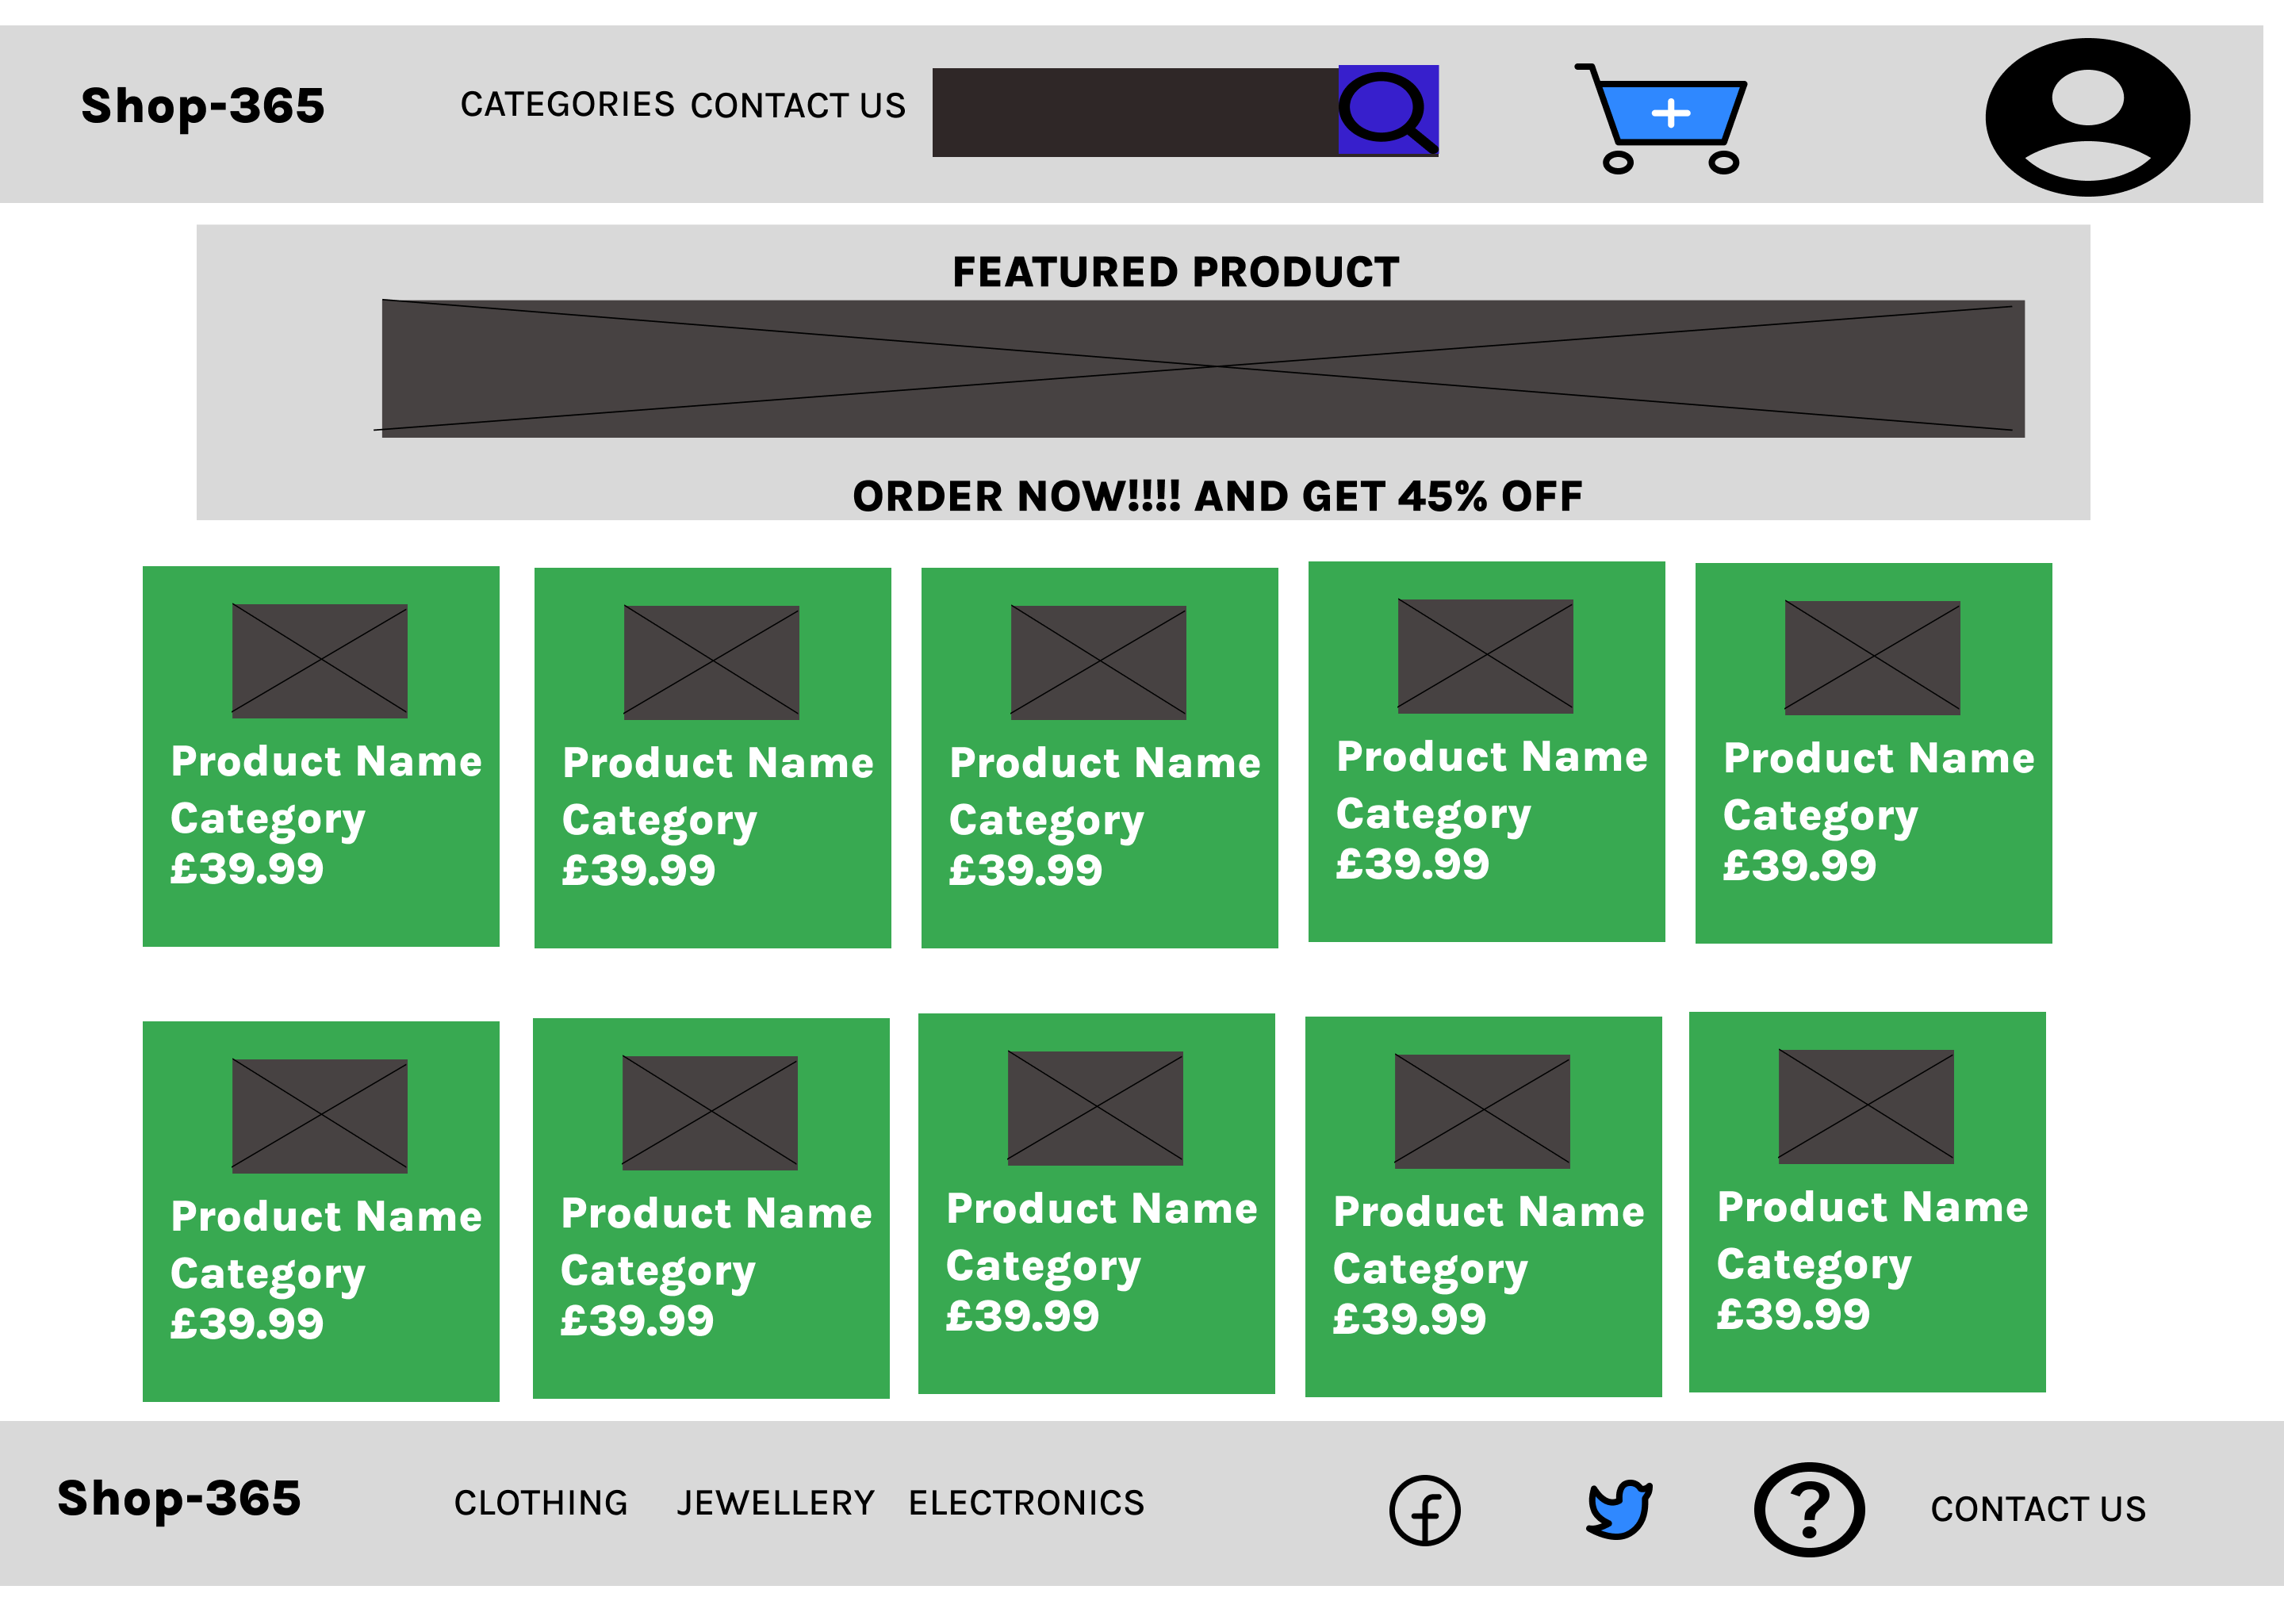 Shop-365
CATEGORIES
CONTACT US
FEATURED PRODUCT
ORDER NOW!!!! AND GET 45% OFF
Product Name
Category
£39.99
Product Name
Category
£39.99
Product Name
Category
£39.99
Product Name
Category
£39.99
Product Name
Category
£39.99
Product Name
Category
£39.99
Product Name
Category
£39.99
Product Name
Category
£39.99
Product Name
Category
£39.99
Product Name
Category
£39.99
Shop-365
CLOTHING
JEWELLERY
ELECTRONICS
?
CONTACT US